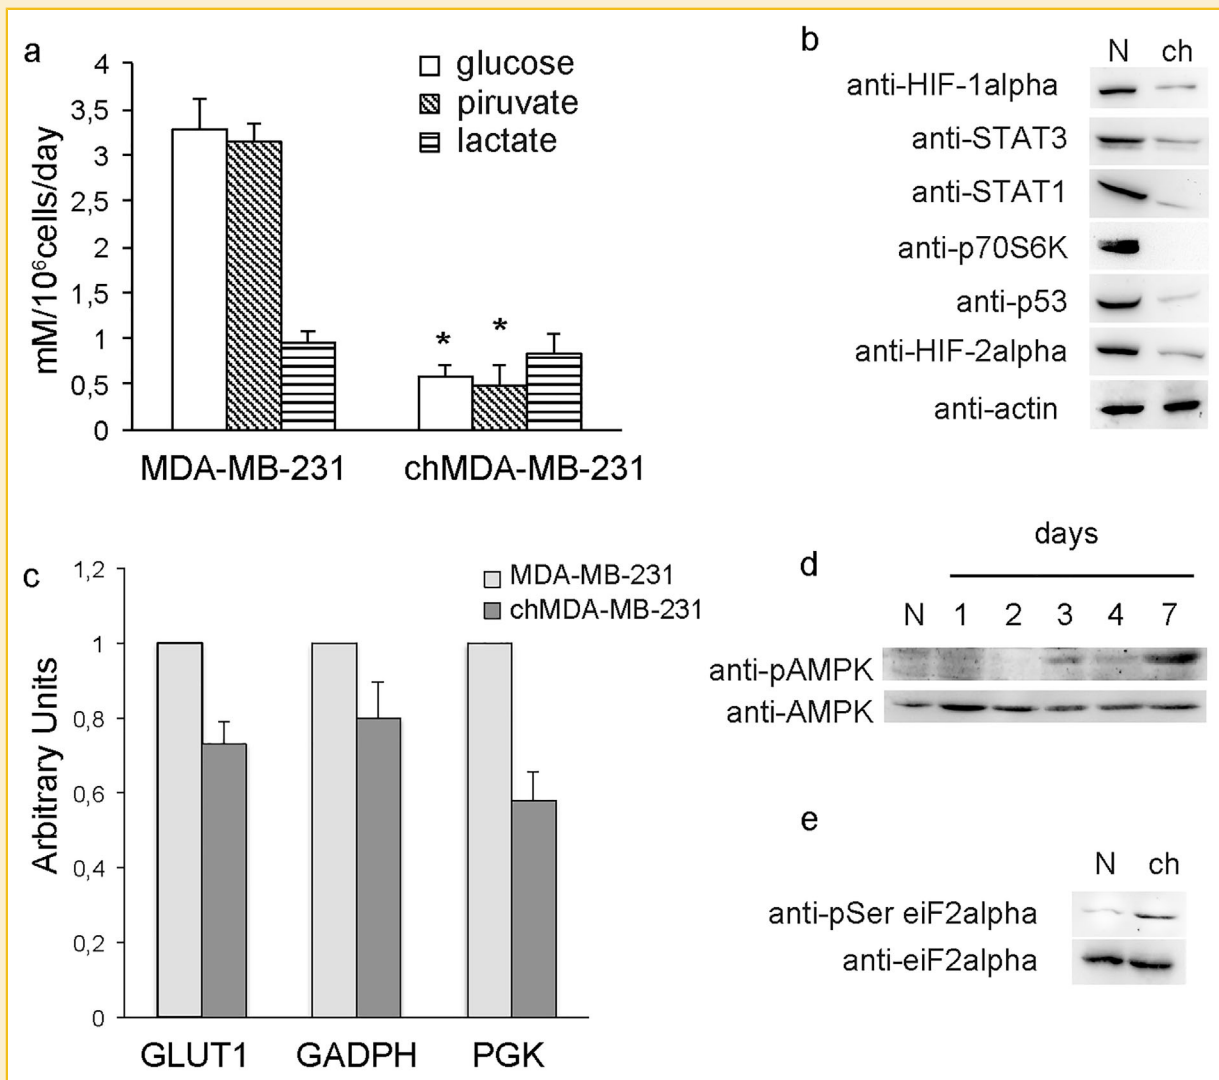 a
4
3,5
3
2,5
2
1,5
1
0,5
0
mM/10⁶cells/day
glucose
piruvate
lactate
* *
MDA-MB-231 chMDA-MB-231
b
N ch
anti-HIF-1alpha
anti-STAT3
anti-STAT1
anti-p70S6K
anti-p53
anti-HIF-2alpha
anti-actin
c
1,2
1
0,8
0,6
0,4
0,2
0
Arbitrary Units
MDA-MB-231
chMDA-MB-231
GLUT1 GADPH PGK
d
days
N 1 2 3 4 7
anti-pAMPK
anti-AMPK
e
N ch
anti-pSer eiF2alpha
anti-eiF2alpha